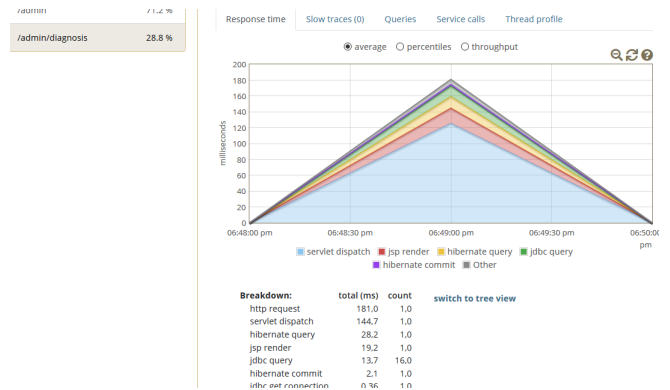 /admin 71.2 %
/admin/diagnosis 28.8 %
Response time Slow traces (0) Queries Service calls Thread profile
average percentiles throughput
200
180
160
140
120
100
80
60
40
20
0
milliseconds
06:48:00 pm 06:48:30 pm 06:49:00 pm 06:49:30 pm 06:50:00 pm
servlet dispatch jsp render hibernate query jdbc query
hibernate commit Other
Breakdown: total (ms) count switch to tree view
http request 181,0 1,0
servlet dispatch 144,7 1,0
hibernate query 28,2 1,0
jsp render 19,2 1,0
jdbc query 13,7 16,0
hibernate commit 2,1 1,0
jdbc get connection 0,36 1,0